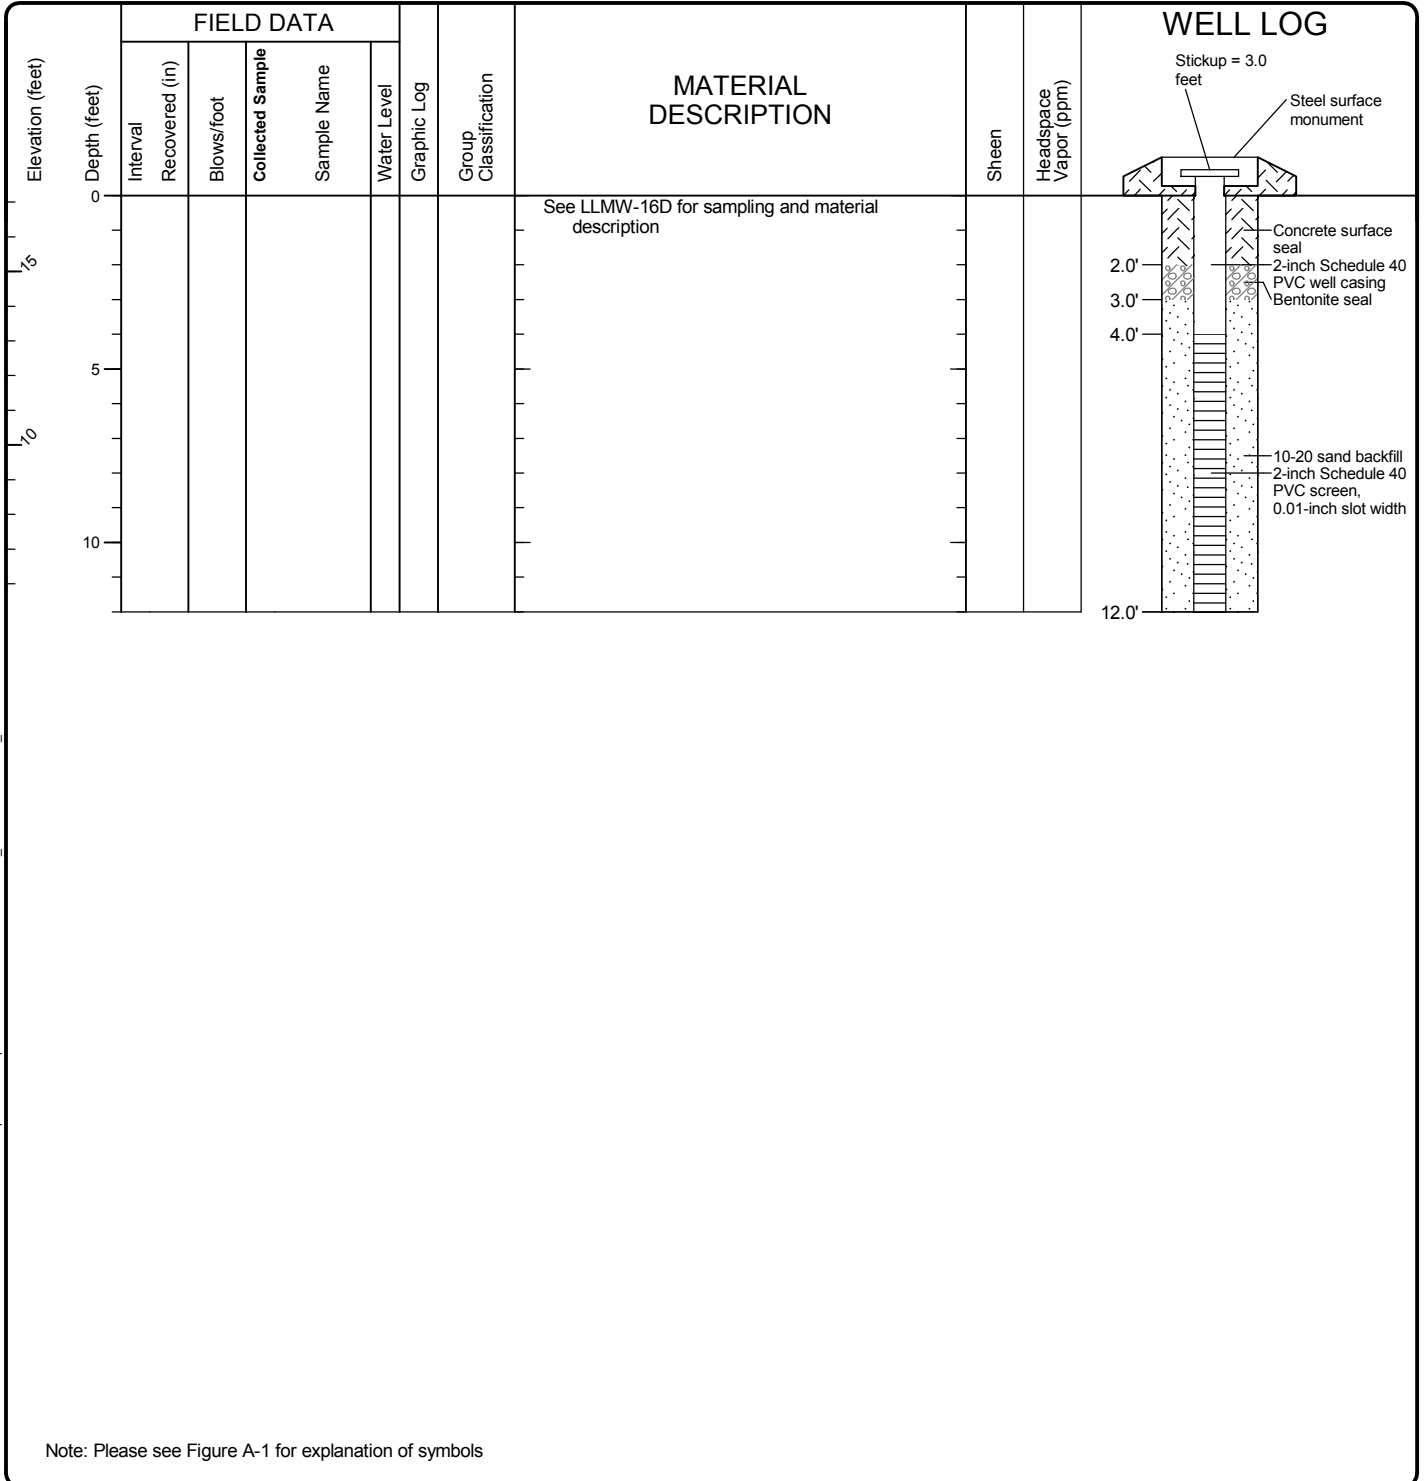 FIELD DATA
Elevation (feet)
Depth (feet)
Interval
Recovered (in)
Blows/foot
Collected Sample
Sample Name
Water Level
Graphic Log
Group
Classification
MATERIAL
DESCRIPTION
Sheen
Headspace
Vapor (ppm)
WELL LOG
Stickup = 3.0
feet
Steel surface
monument
0
5
10
15
10
See LLMW-16D for sampling and material
description
2.0'
3.0'
4.0'
12.0'
Concrete surface
seal
2-inch Schedule 40
PVC well casing
Bentonite seal
10-20 sand backfill
2-inch Schedule 40
PVC screen,
0.01-inch slot width
Note: Please see Figure A-1 for explanation of symbols